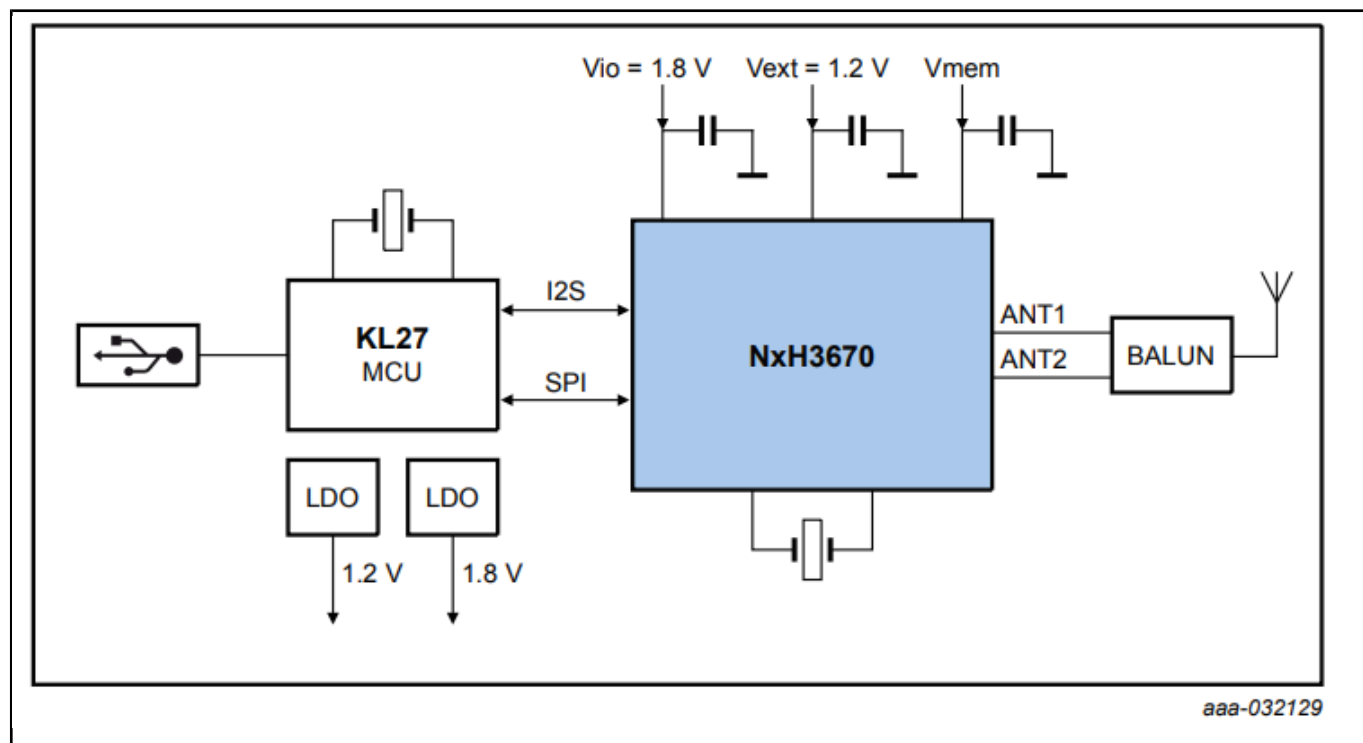 Vio = 1.8 V
Vext = 1.2 V
Vmem
KL27
MCU
I2S
SPI
NxH3670
ANT1
ANT2
BALUN
LDO
LDO
1.2 V
1.8 V
aaa-032129